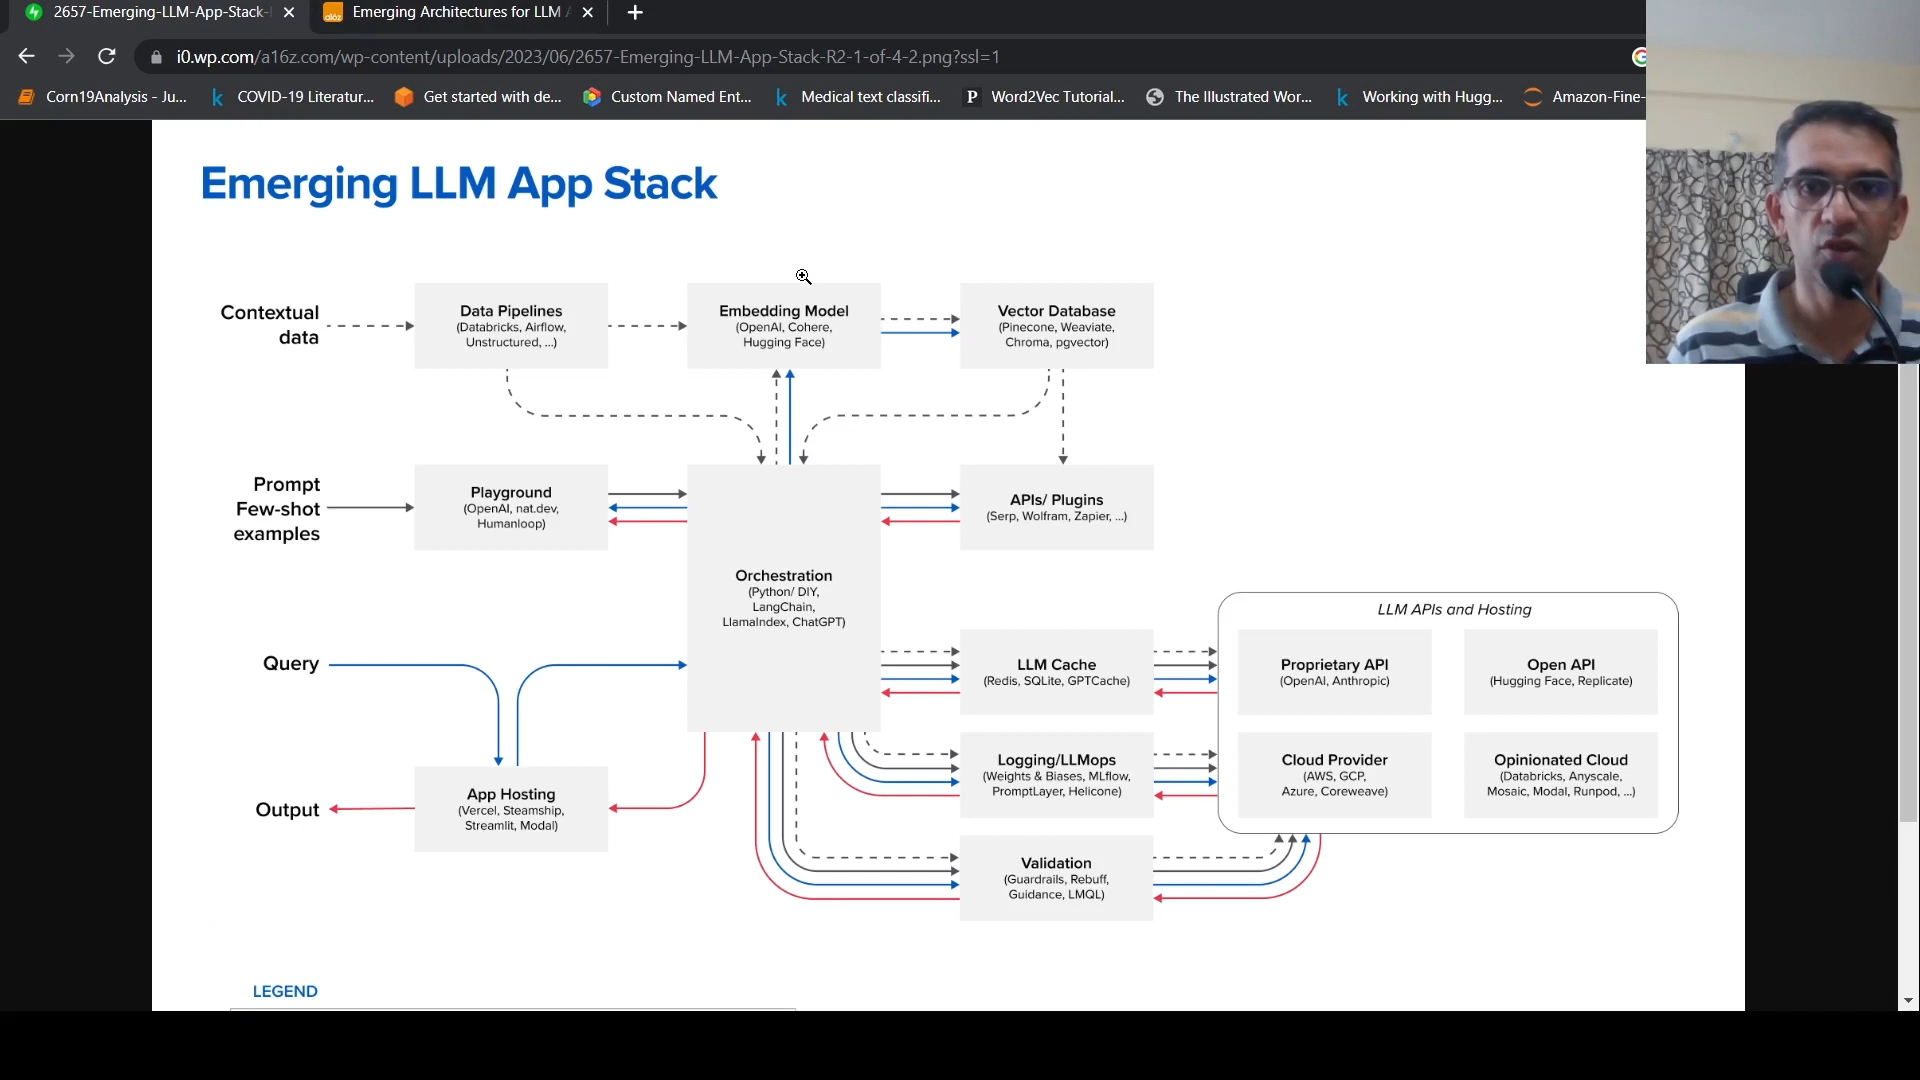 2657-Emerging-LLM-App-Stack-
a16z
Emerging Architectures for LLM A
i0.wp.com/a16z.com/wp-content/uploads/2023/06/2657-Emerging-LLM-App-Stack-R2-1-of-4-2.png?ssl=1
Corn19Analysis - Ju...
COVID-19 Literatur...
Get started with de...
Custom Named Ent...
Medical text classifi...
Word2Vec Tutorial...
The Illustrated Wor...
Working with Hugg...
Amazon-Fine-
Emerging LLM App Stack
Contextual
data
Data Pipelines
(Databricks, Airflow,
Unstructured, ...)
Embedding Model
(OpenAI, Cohere,
Hugging Face)
Vector Database
(Pinecone, Weaviate,
Chroma, pgvector)
Prompt
Few-shot
examples
Playground
(OpenAI, nat.dev,
Humanloop)
Orchestration
(Python/ DIY,
LangChain,
LlamaIndex, ChatGPT)
APIs/ Plugins
(Serp, Wolfram, Zapier, ...)
Query
LLM Cache
(Redis, SQLite, GPTCache)
LLM APIs and Hosting
Proprietary API
(OpenAI, Anthropic)
Open API
(Hugging Face, Replicate)
Logging/LLMops
(Weights & Biases, MLflow,
PromptLayer, Helicone)
Cloud Provider
(AWS, GCP,
Azure, Coreweave)
Opinionated Cloud
(Databricks, Anyscale,
Mosaic, Modal, Runpod, ...)
Output
App Hosting
(Vercel, Steamship,
Streamlit, Modal)
Validation
(Guardrails, Rebuff,
Guidance, LMQL)
LEGEND